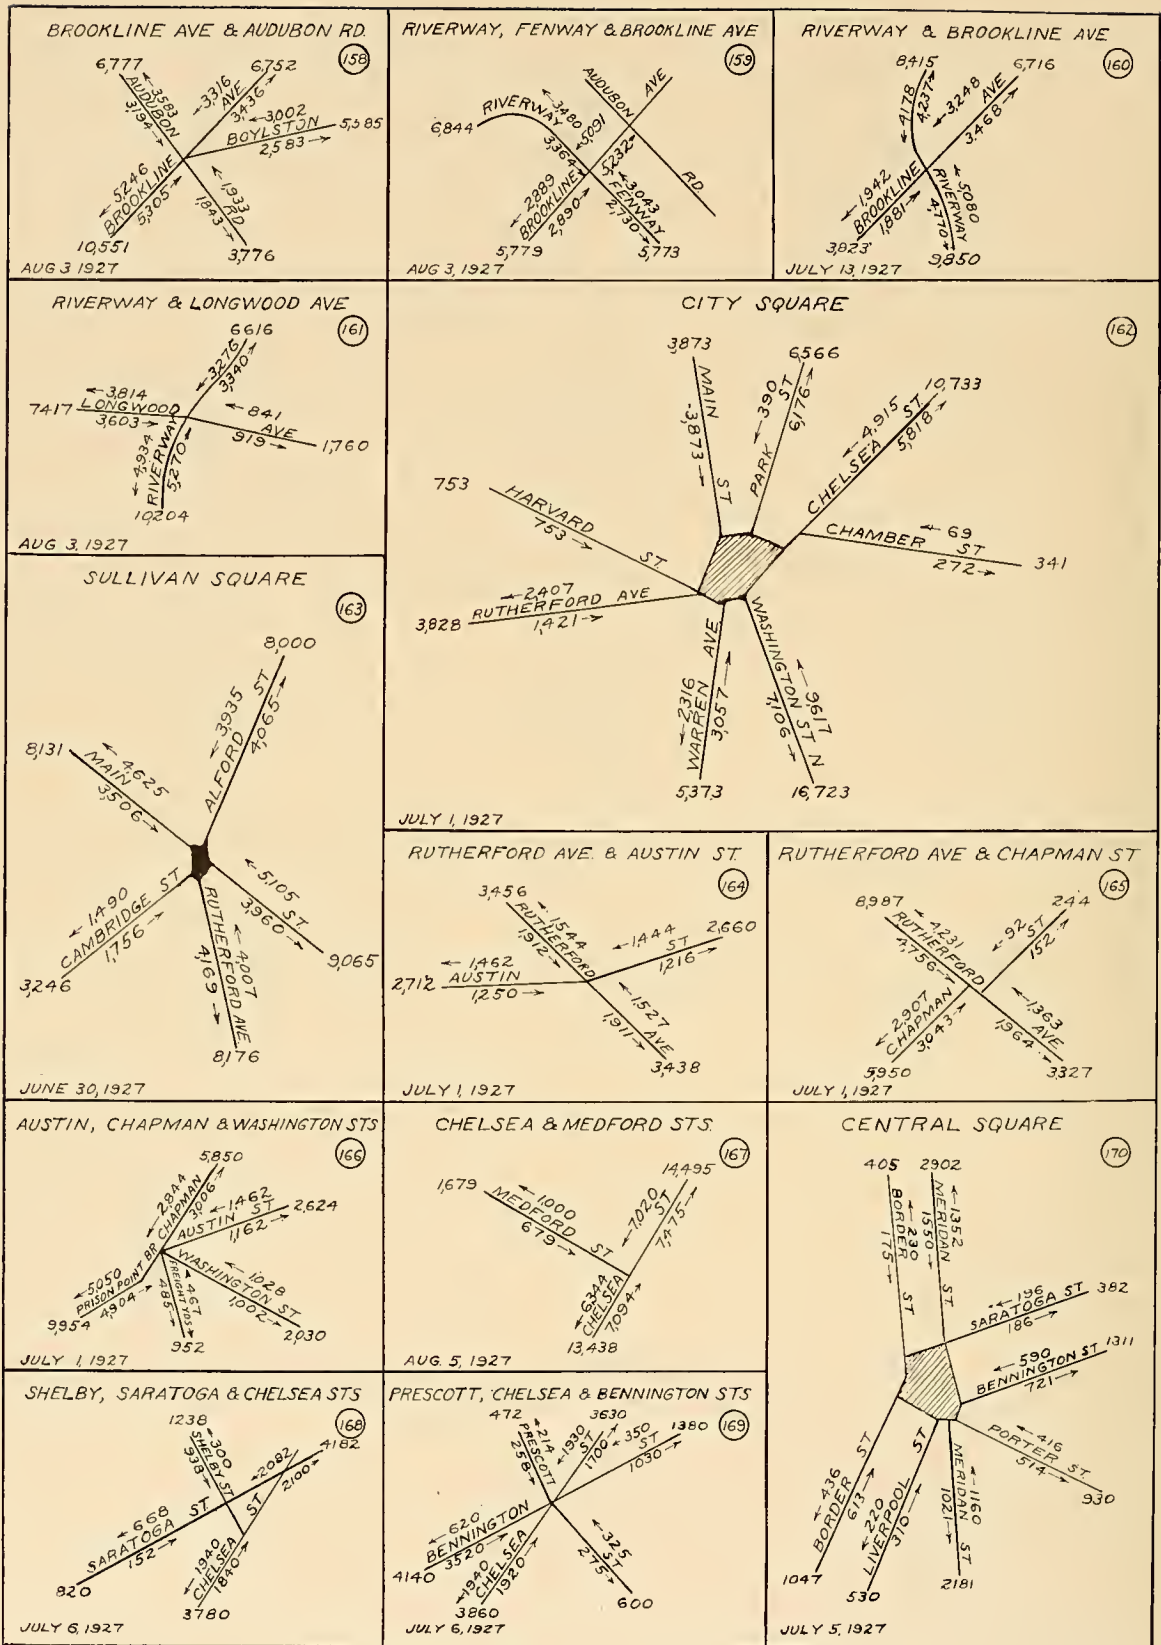 BROOKLINE AVE & AUDUBON RD.
158
6,777
6,752
AUDUBON
3583
3194
3,316
AVE
3,436
3,002
BOYLSTON
2,583
5,585
5,246
BROOKLINE
5,305
1,933
1,843
RD
10,551
3,776
AUG 3 1927
RIVERWAY, FENWAY & BROOKLINE AVE
159
RIVERWAY
3,480
3,364
6,844
AUDUBON
AVE
RD.
5,091
5,232
2,889
BROOKLINE
2,890
3,043
FENWAY
2,730
5,779
5,773
AUG 3, 1927
RIVERWAY & BROOKLINE AVE
160
8,415
6,716
4,178
4,237
3,248
AVE
3,468
1,942
BROOKLINE
1,881
5,080
RIVERWAY
4,770
3,823
9,850
JULY 13, 1927
RIVERWAY & LONGWOOD AVE
161
6616
3,276
3,340
3,814
7417
LONGWOOD
3,603
841
AVE
919
1,760
4,934
RIVERWAY
5,270
10,204
AUG 3, 1927
CITY SQUARE
162
3,873
MAIN
3,873
ST
6,566
390
ST
6,176
PARK
10,733
4,915
ST
5,818
CHELSEA
753
HARVARD
753
ST.
69
CHAMBER ST
272
341
2,407
RUTHERFORD AVE
3,828
1,421
2,316
WARREN AVE
3,057
9,617
WASHINGTON ST N
7,106
5,373
16,723
JULY 1, 1927
SULLIVAN SQUARE
163
8,000
3,935
ALFORD ST
4,065
8,131
4,625
MAIN
3,506
5,105
ST.
3,960
1,490
CAMBRIDGE ST
1,756
4,007
RUTHERFORD AVE.
4,169
9,065
3,246
8,176
JUNE 30, 1927
RUTHERFORD AVE. & AUSTIN ST.
164
3,456
1,544
RUTHERFORD
1,912
2,660
1,444
ST
1,216
1,462
2,712
AUSTIN
1,250
1,527
AVE
1,911
3,438
JULY 1, 1927
RUTHERFORD AVE & CHAPMAN ST
165
8,987
4,231
RUTHERFORD
4,756
244
92
ST
152
2,907
CHAPMAN
3,043
1,363
AVE
1,964
5,950
3,327
JULY 1, 1927
AUSTIN, CHAPMAN & WASHINGTON STS
166
5,850
2,844
CHAPMAN
3,006
1,462
AUSTIN ST
1,162
2,624
5,050
PRISON POINT BR
4,904
1,028
WASHINGTON ST
1,002
467
FREIGHT YDS
485
9,954
952
2,030
JULY 1, 1927
CHELSEA & MEDFORD STS.
167
14,495
1,679
1,000
MEDFORD
679
ST
7,020
ST
7,475
6,344
CHELSEA
7,094
13,438
AUG. 5, 1927
CENTRAL SQUARE
170
405
2902
BORDER
230
175
ST
MERIDAN
1352
1550
ST
196
SARATOGA ST
186
382
590
BENNINGTON ST
721
1311
436
BORDER ST
613
220
LIVERPOOL ST
310
1160
MERIDAN ST
1021
416
PORTER ST.
514
930
1047
530
2181
JULY 5, 1927
SHELBY, SARATOGA & CHELSEA STS
168
1238
300
SHELBY ST
938
4182
2082
2100
668
SARATOGA ST
152
ST
1940
CHELSEA
1840
820
3780
JULY 6, 1927
PRESCOTT, CHELSEA & BENNINGTON STS
169
472
214
PRESCOTT
258
3630
1930
ST
1700
350
ST
1030
1380
620
BENNINGTON
3520
4140
1940
CHELSEA
1920
325
ST
275
3860
600
JULY 6, 1927